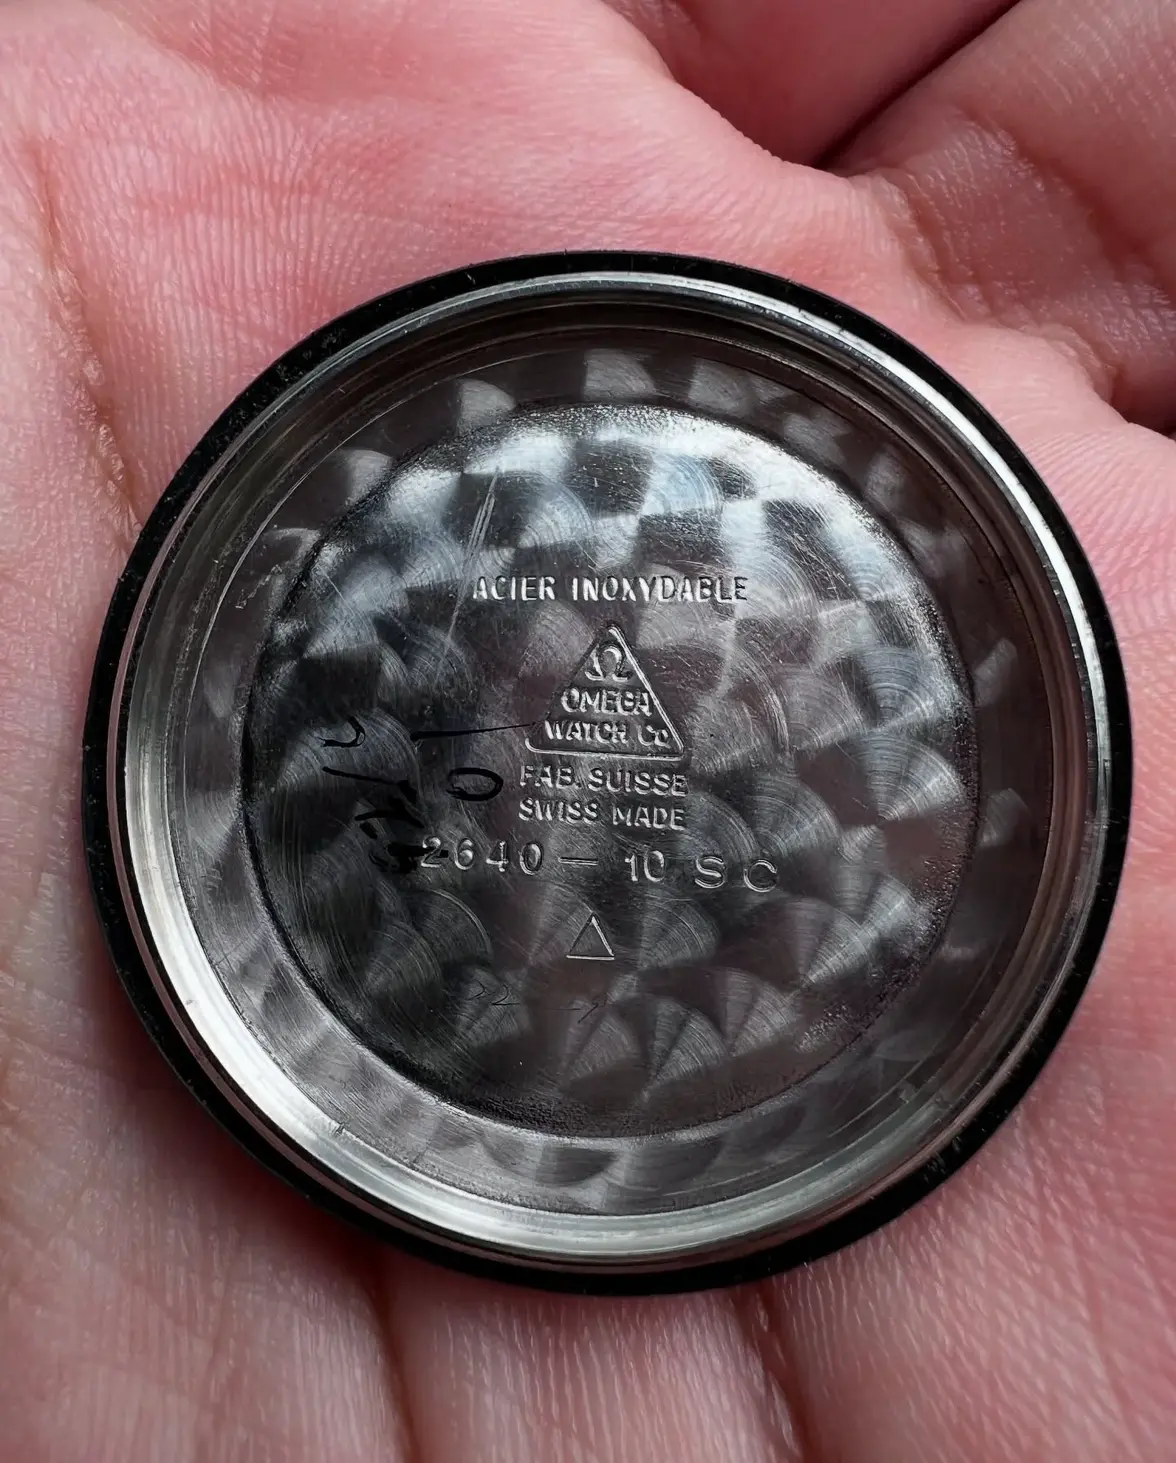 ACIER INOXYDABLE
Ω
OMEGA
WATCH Co
FAB. SUISSE
SWISS MADE
2640 — 10 SC